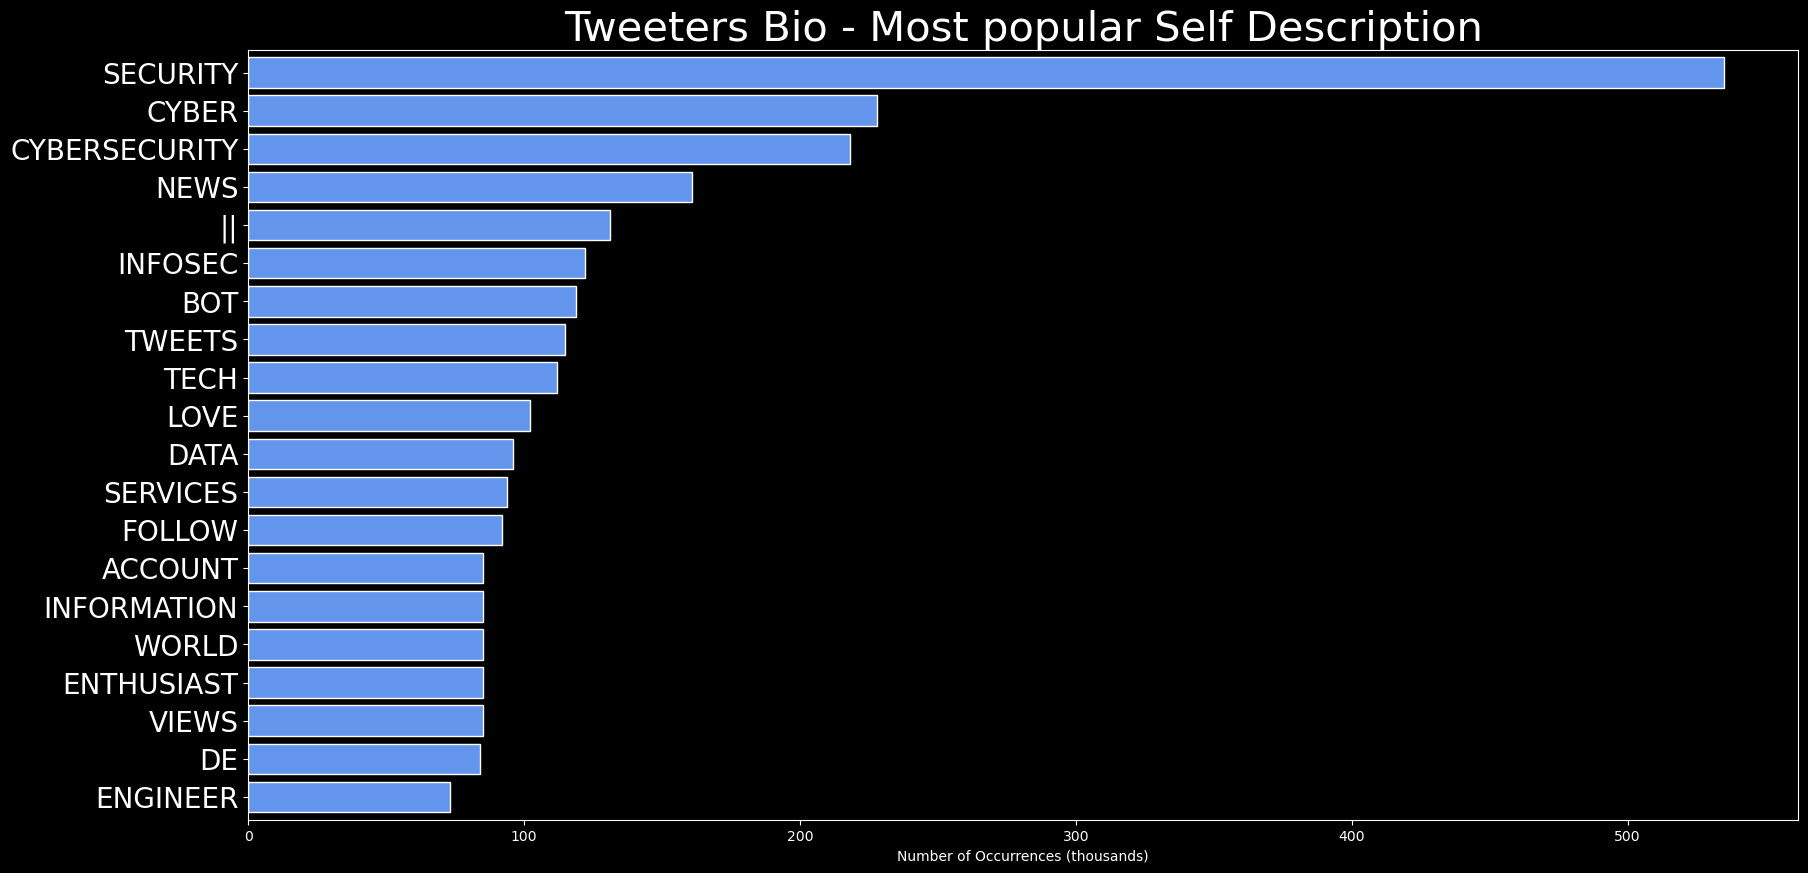 Tweeters Bio - Most popular Self Description
SECURITY
CYBER
CYBERSECURITY
NEWS
||
INFOSEC
BOT
TWEETS
TECH
LOVE
DATA
SERVICES
FOLLOW
ACCOUNT
INFORMATION
WORLD
ENTHUSIAST
VIEWS
DE
ENGINEER
0 100 200 300 400 500
Number of Occurrences (thousands)